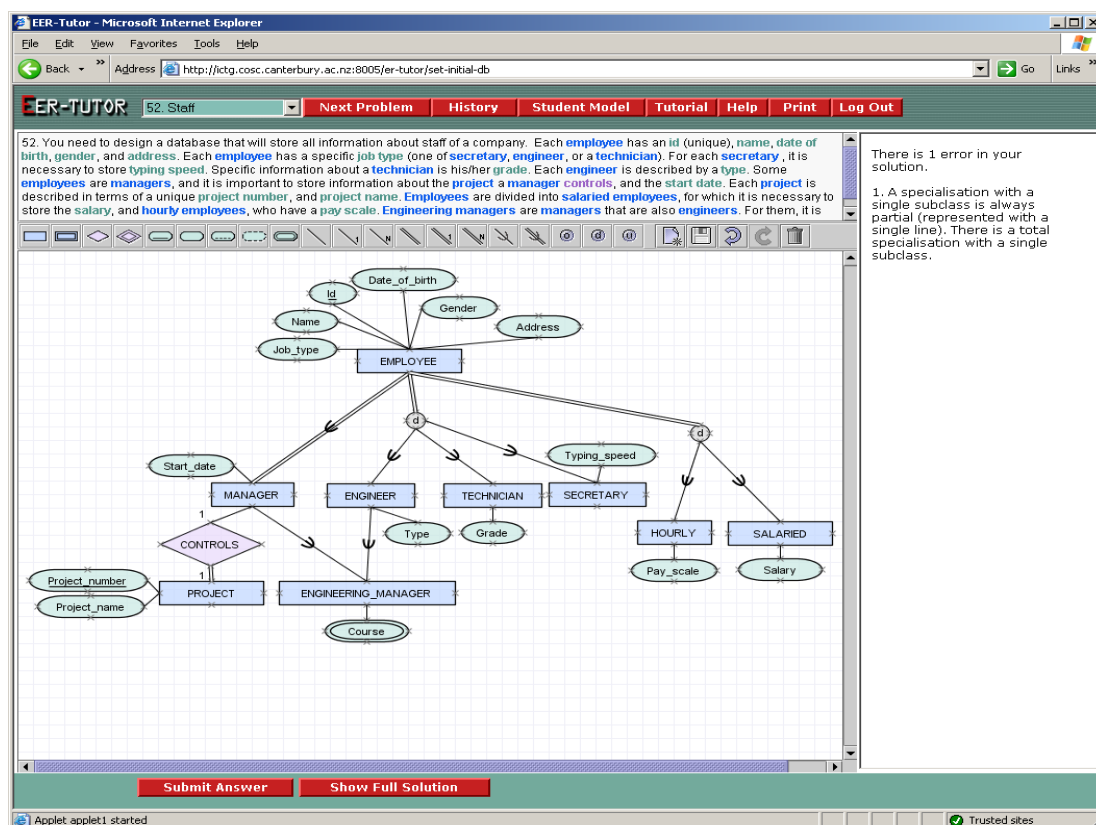 EER-Tutor - Microsoft Internet Explorer
File Edit View Favorites Tools Help
Back » Address http://ictg.cosc.canterbury.ac.nz:8005/er-tutor/set-initial-db Go Links »
EER-TUTOR 52. Staff Next Problem History Student Model Tutorial Help Print Log Out
52. You need to design a database that will store all information about staff of a company. Each employee has an id (unique), name, date of
birth, gender, and address. Each employee has a specific job type (one of secretary, engineer, or a technician). For each secretary , it is
necessary to store typing speed. Specific information about a technician is his/her grade. Each engineer is described by a type. Some
employees are managers, and it is important to store information about the project a manager controls, and the start date. Each project is
described in terms of a unique project number, and project name. Employees are divided into salaried employees, for which it is necessary to
store the salary, and hourly employees, who have a pay scale. Engineering managers are managers that are also engineers. For them, it is
There is 1 error in your
solution.
1. A specialisation with a
single subclass is always
partial (represented with a
single line). There is a total
specialisation with a single
subclass.
1 N 1 N o d u
Date_of_birth
Id
Gender
Name
Address
Job_type
EMPLOYEE
d
d
Typing_speed
Start_date
MANAGER
ENGINEER
TECHNICIAN
SECRETARY
1
Type
Grade
HOURLY
SALARIED
CONTROLS
Pay_scale
Salary
1
Project_number
PROJECT
ENGINEERING_MANAGER
Project_name
Course
Submit Answer Show Full Solution
Applet applet1 started Trusted sites